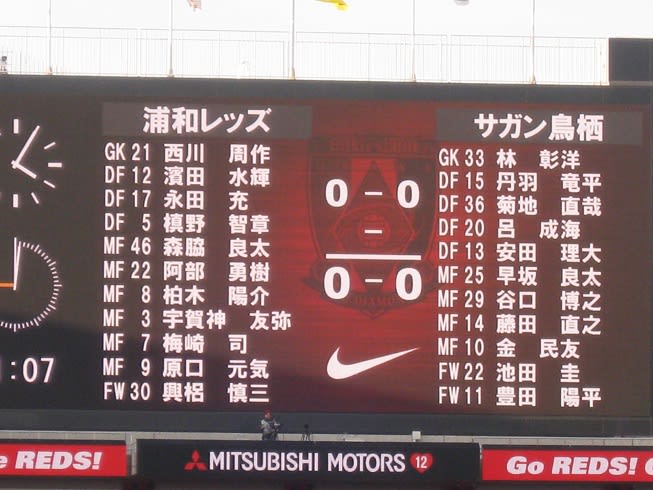 浦和レッズ
GK 21 西川 周作
DF 12 濱田 水輝
DF 17 永田 充
DF 5 槙野 智章
MF 46 森脇 良太
MF 22 阿部 勇樹
MF 8 柏木 陽介
MF 3 宇賀神 友弥
MF 7 梅崎 司
MF 9 原口 元気
FW 30 興梠 慎三
0 - 0
-
0 - 0
サガン鳥栖
GK 33 林 彰洋
DF 15 丹羽 竜平
DF 36 菊地 直哉
DF 20 呂 成海
DF 13 安田 理大
MF 25 早坂 良太
MF 29 谷口 博之
MF 14 藤田 直之
MF 10 金 民友
FW 22 池田 圭
FW 11 豊田 陽平
:07
REDS!
MITSUBISHI MOTORS 12
Go REDS!